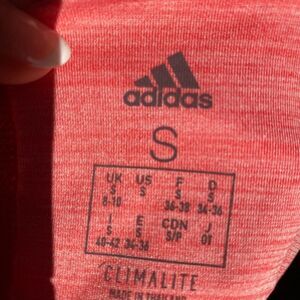 adidas
S
UK US F D
S S S S
8-10 36-38 34-36
I E CDN J
S S S/P OT
40-42 34-36
CLIMALITE
MADE IN THAILAND